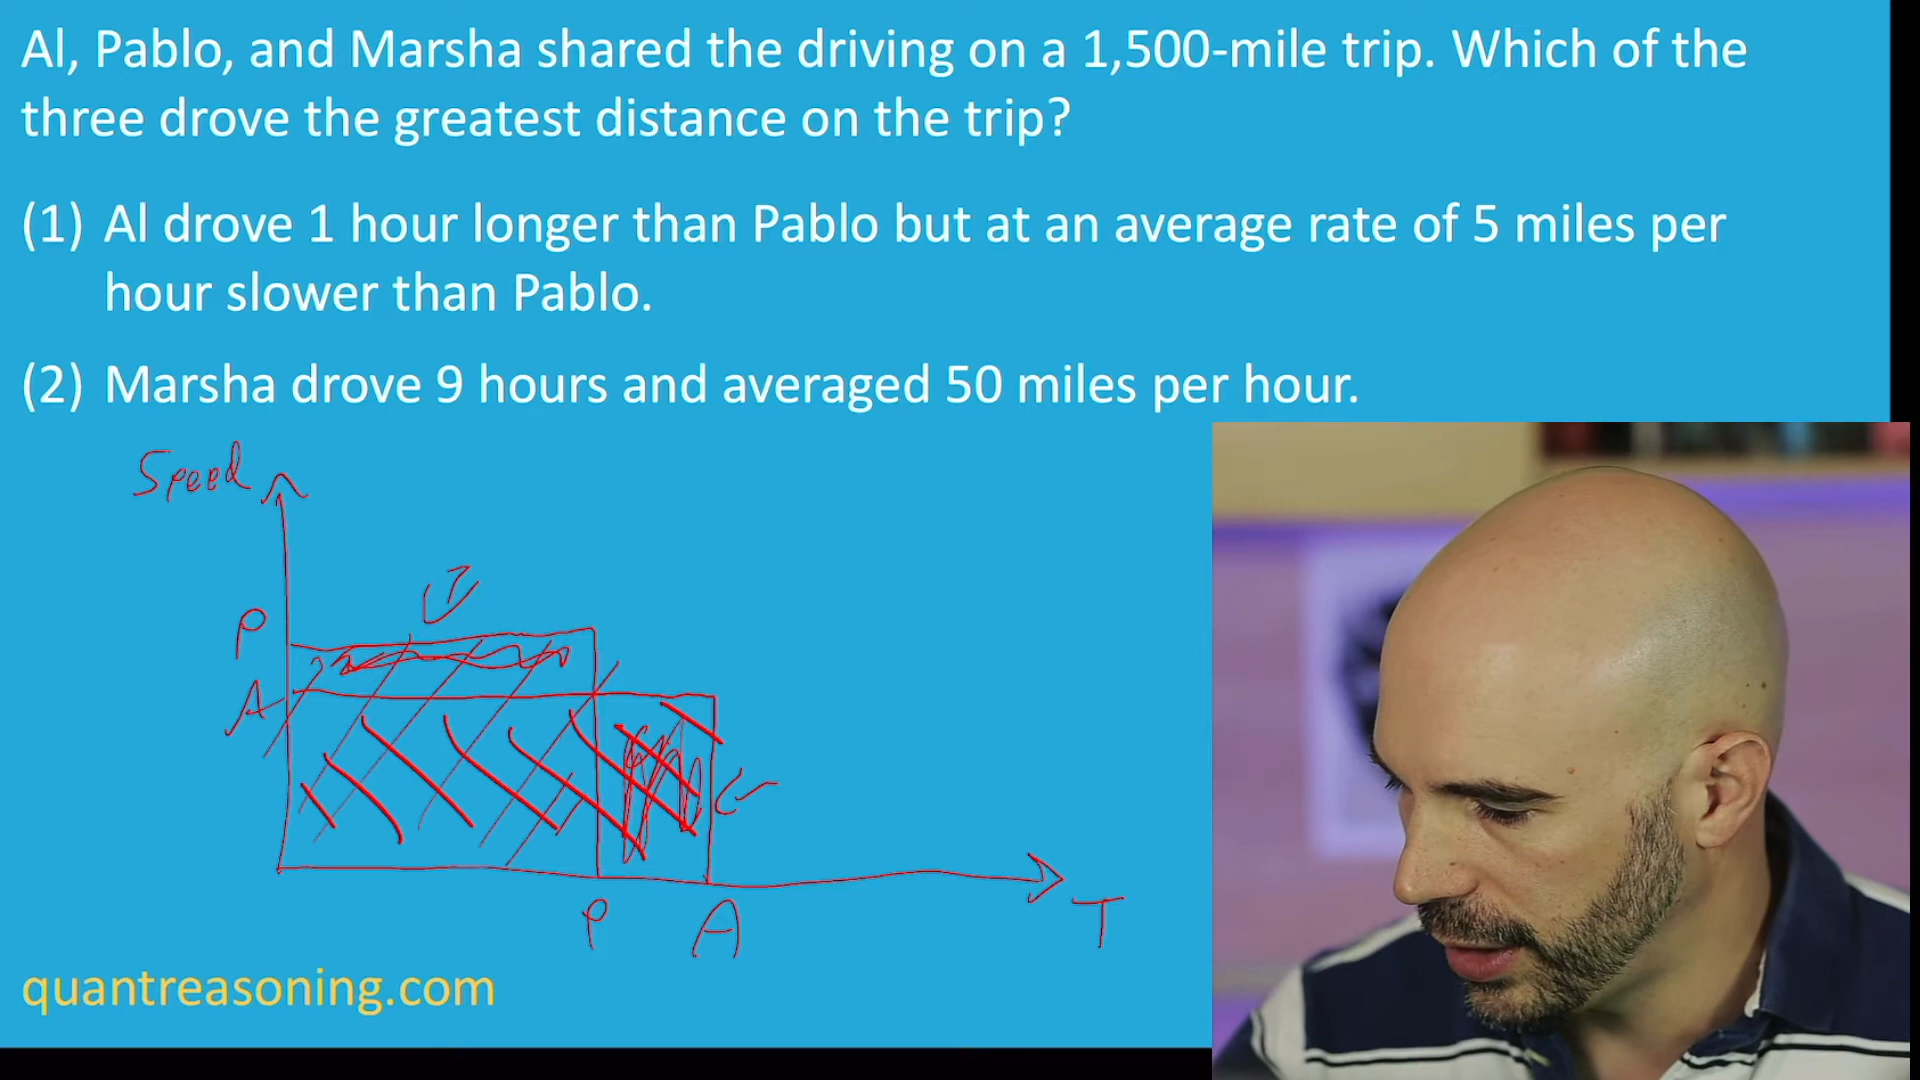 Al, Pablo, and Marsha shared the driving on a 1,500-mile trip. Which of the
three drove the greatest distance on the trip?
(1) Al drove 1 hour longer than Pablo but at an average rate of 5 miles per
hour slower than Pablo.
(2) Marsha drove 9 hours and averaged 50 miles per hour.
Speed
P
A
P A T
quantreasoning.com